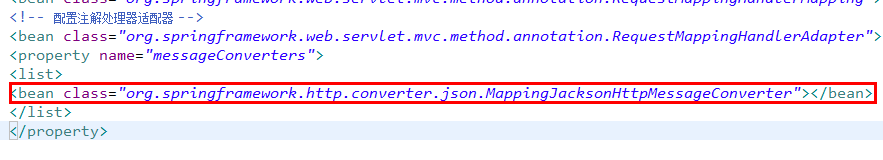 <bean class="org.springframework.web.servlet.mvc.method.annotation.RequestMappingHandlerMapping">
<!-- 配置注解处理器适配器 -->
<bean class="org.springframework.web.servlet.mvc.method.annotation.RequestMappingHandlerAdapter">
<property name="messageConverters">
<list>
<bean class="org.springframework.http.converter.json.MappingJacksonHttpMessageConverter"></bean>
</list>
</property>